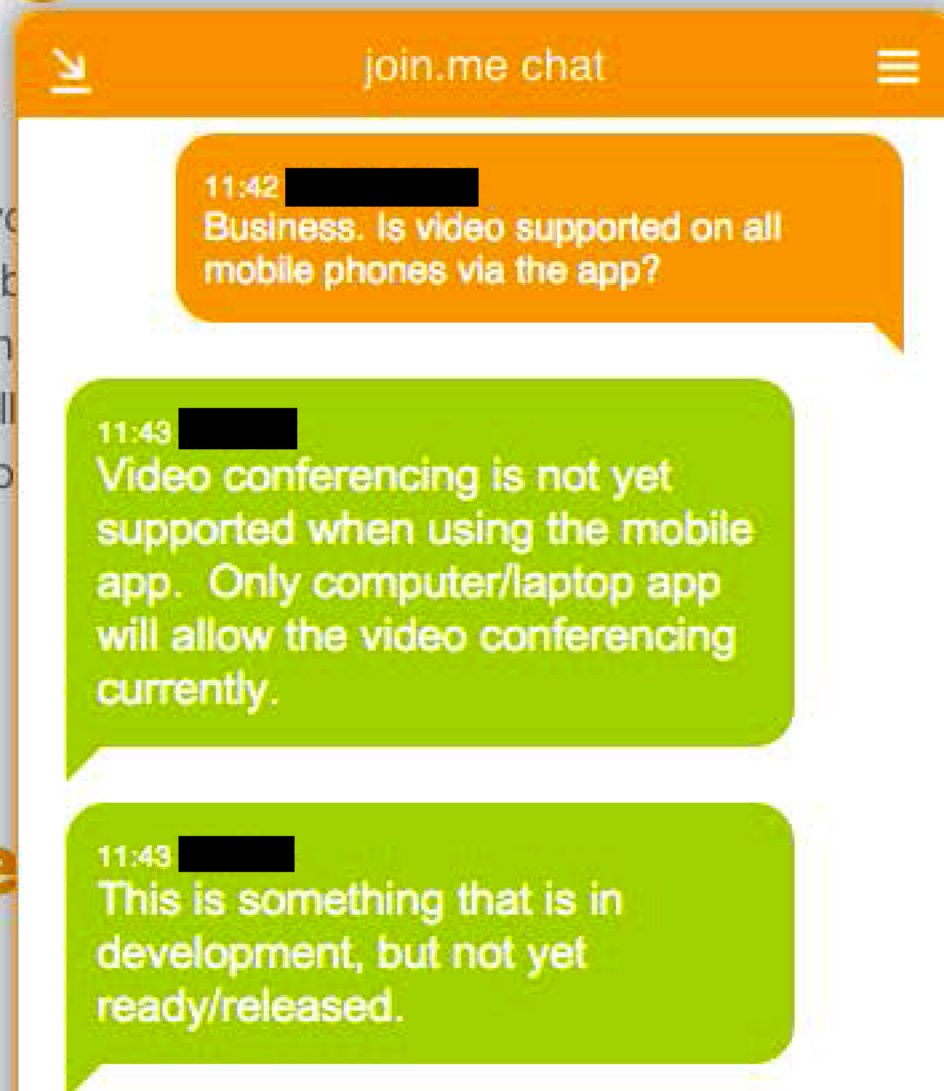 join.me chat
11:42
Business. Is video supported on all
mobile phones via the app?
11:43
Video conferencing is not yet
supported when using the mobile
app.  Only computer/laptop app
will allow the video conferencing
currently.
11:43
This is something that is in
development, but not yet
ready/released.